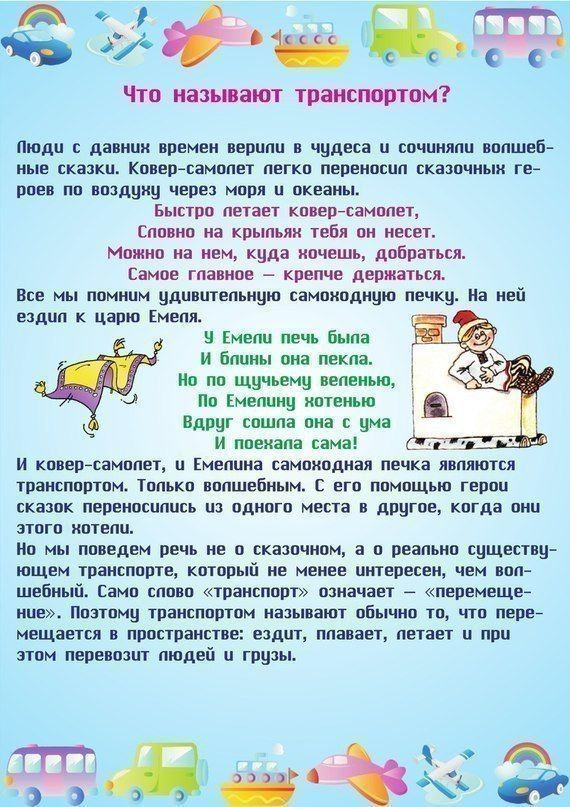 Что называют транспортом?
Люди с давних времен верили в чудеса и сочиняли волшеб-
ные сказки. Ковер-самолет легко переносил сказочных ге-
роев по воздуху через моря и океаны.
Быстро летает ковер-самолет,
Словно на крыльях тебя он несет.
Можно на нем, куда хочешь, добраться.
Самое главное – крепче держаться.
Все мы помним удивительную самоходную печку. На ней
ездил к царю Емеля.
У Емели печь была
И блины она пекла.
Но по щучьему веленью,
По Емелину хотенью
Вдруг сошла она с ума
И поехала сама!
И ковер-самолет, и Емелина самоходная печка являются
транспортом. Только волшебным. С его помощью герои
сказок переносились из одного места в другое, когда они
этого хотели.
Но мы поведем речь не о сказочном, а о реально существу-
ющем транспорте, который не менее интересен, чем вол-
шебный. Само слово «транспорт» означает – «перемеще-
ние». Поэтому транспортом называют обычно то, что пере-
мещается в пространстве: ездит, плавает, летает и при
этом перевозит людей и грузы.